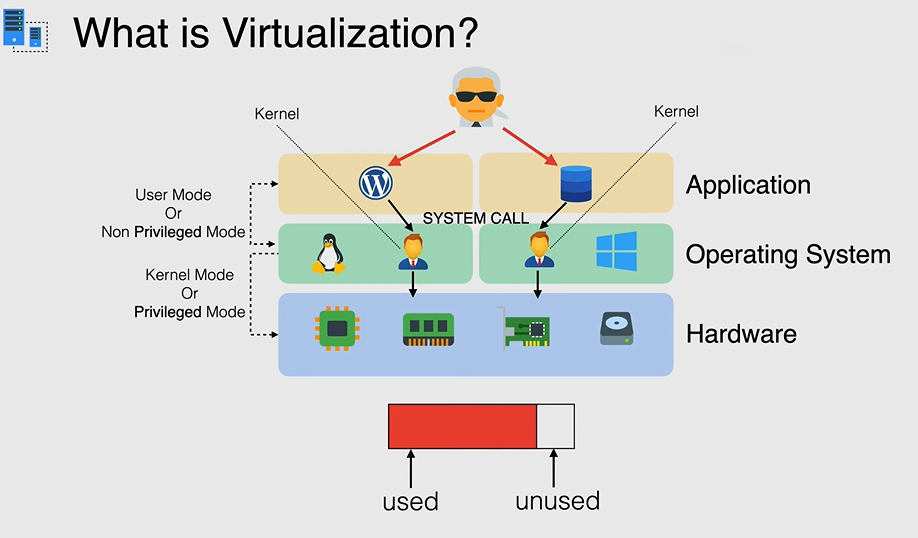 What is Virtualization?
Kernel
Kernel
Application
User Mode
Or
Non Privileged Mode
SYSTEM CALL
Operating System
Kernel Mode
Or
Privileged Mode
Hardware
used
unused